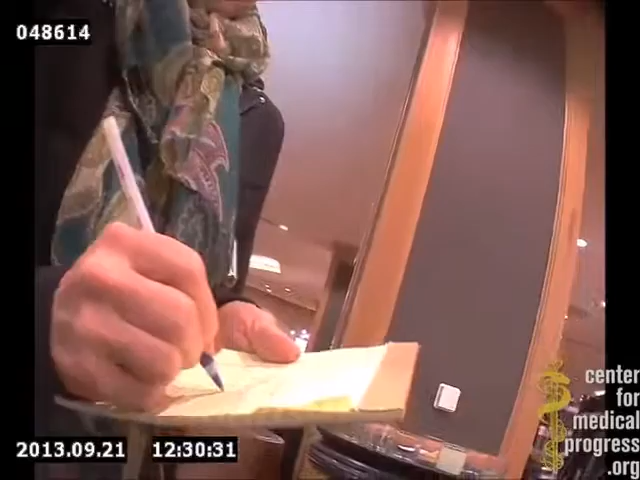 048614
center
for
medical
progress
.org
2013.09.21 12:30:31